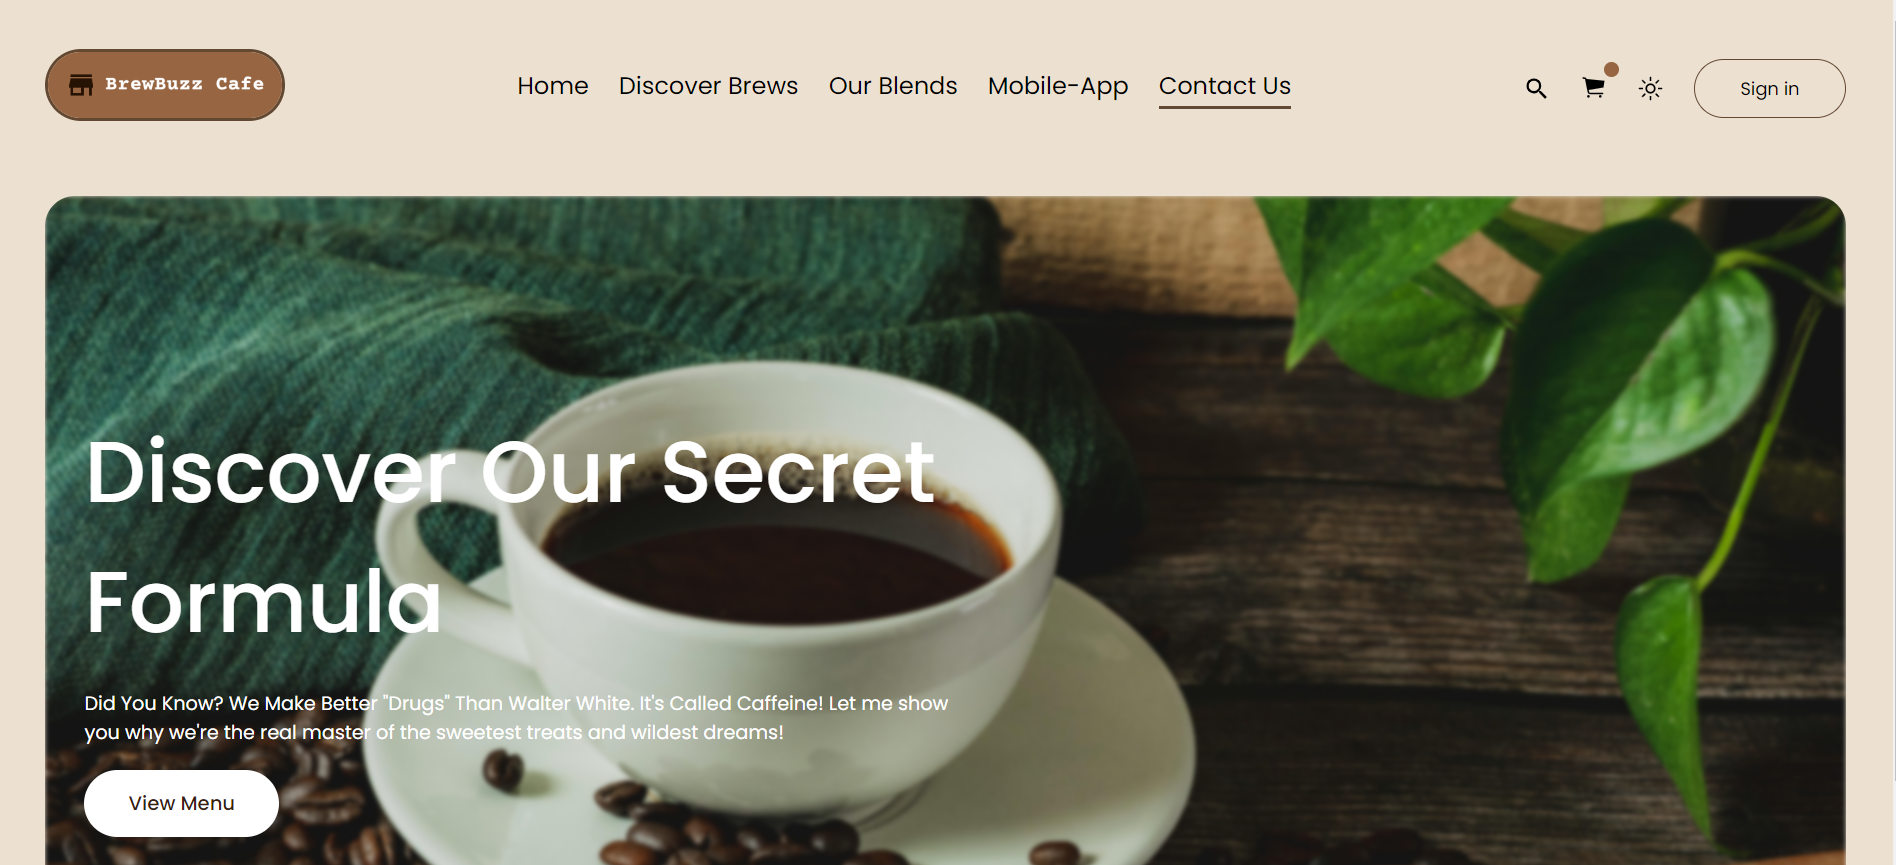 BrewBuzz Cafe
Home Discover Brews Our Blends Mobile-App Contact Us
Sign in
Discover Our Secret
Formula
Did You Know? We Make Better "Drugs" Than Walter White. It's Called Caffeine! Let me show
you why we're the real master of the sweetest treats and wildest dreams!
View Menu